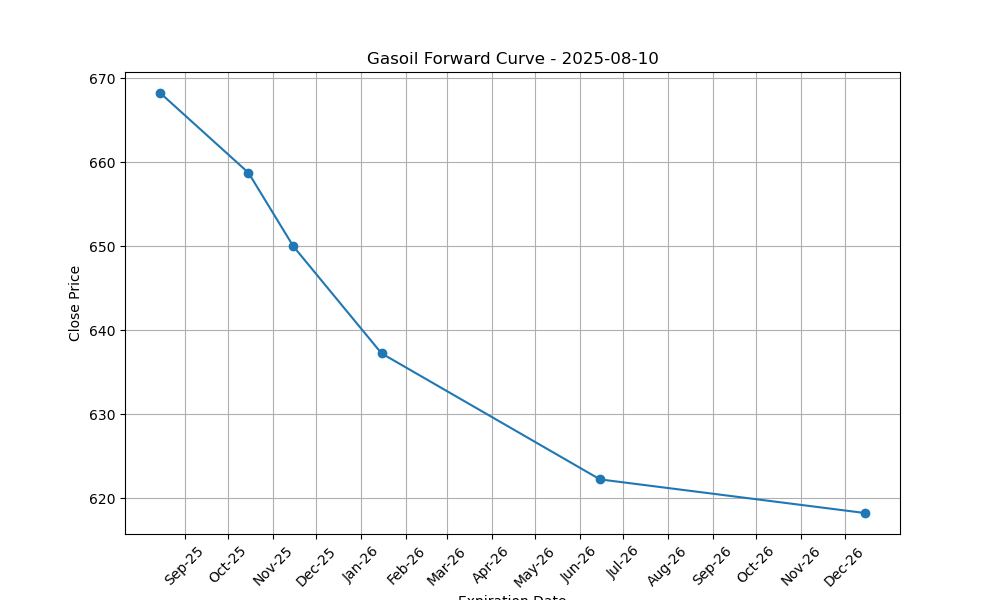 Gasoil Forward Curve - 2025-08-10
Close Price
670
660
650
640
630
620
Sep-25
Oct-25
Nov-25
Dec-25
Jan-26
Feb-26
Mar-26
Apr-26
May-26
Jun-26
Jul-26
Aug-26
Sep-26
Oct-26
Nov-26
Dec-26
Expiration Date